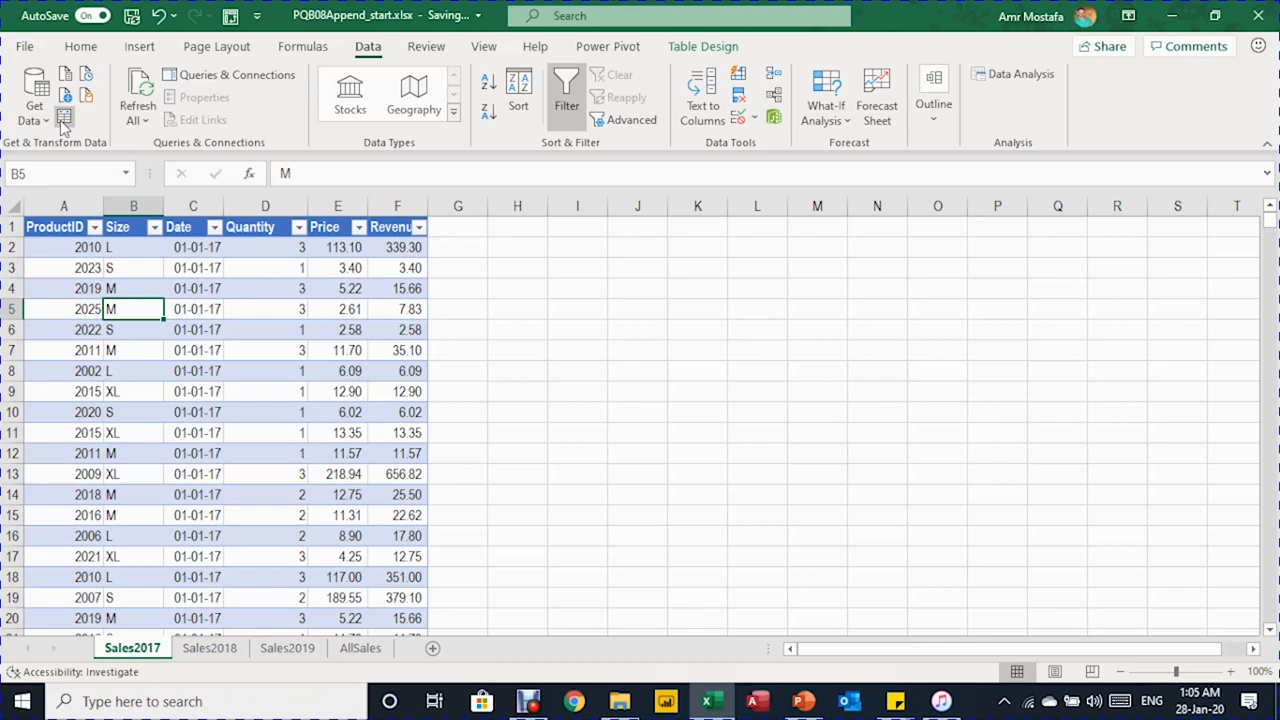 AutoSave On PQB08Append_start.xlsx - Saving... Search Amr Mostafa
File Home Insert Page Layout Formulas Data Review View Help Power Pivot Table Design Share Comments
Get Data
Refresh All
Queries & Connections
Properties
Edit Links
Stocks Geography
Sort Filter
Clear
Reapply
Advanced
Text to Columns
What-If Analysis
Forecast Sheet
Outline
Data Analysis
Get & Transform Data Queries & Connections Data Types Sort & Filter Data Tools Forecast Analysis
B5 fx M
A B C D E F G H I J K L M N O P Q R S T
1 ProductID Size Date Quantity Price Revenu
2 2010 L 01-01-17 3 113.10 339.30
3 2023 S 01-01-17 1 3.40 3.40
4 2019 M 01-01-17 3 5.22 15.66
5 2025 M 01-01-17 3 2.61 7.83
6 2022 S 01-01-17 1 2.58 2.58
7 2011 M 01-01-17 3 11.70 35.10
8 2002 L 01-01-17 1 6.09 6.09
9 2015 XL 01-01-17 1 12.90 12.90
10 2020 S 01-01-17 1 6.02 6.02
11 2015 XL 01-01-17 1 13.35 13.35
12 2011 M 01-01-17 1 11.57 11.57
13 2009 XL 01-01-17 3 218.94 656.82
14 2018 M 01-01-17 2 12.75 25.50
15 2016 M 01-01-17 2 11.31 22.62
16 2006 L 01-01-17 2 8.90 17.80
17 2021 XL 01-01-17 3 4.25 12.75
18 2010 L 01-01-17 3 117.00 351.00
19 2007 S 01-01-17 2 189.55 379.10
20 2019 M 01-01-17 3 5.22 15.66
Sales2017 Sales2018 Sales2019 AllSales
Accessibility: Investigate 100%
Type here to search ENG 1:05 AM
28-Jan-20